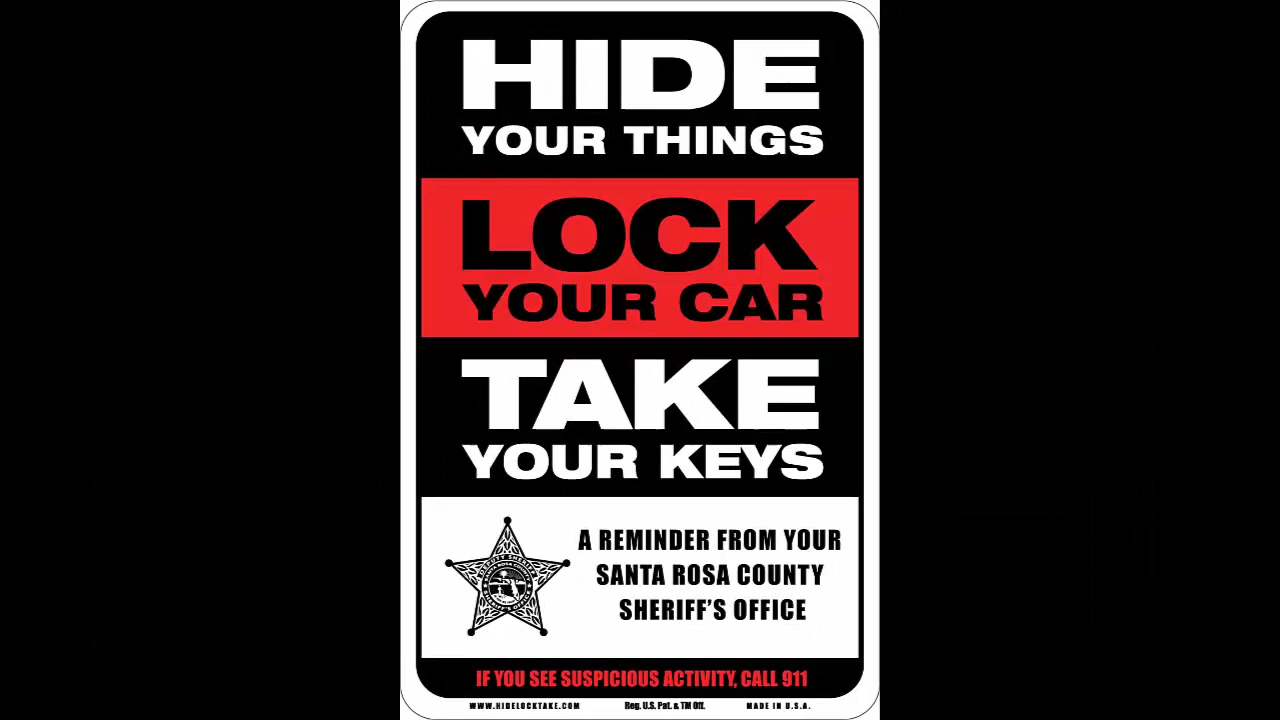 HIDE
YOUR THINGS
LOCK
YOUR CAR
TAKE
YOUR KEYS
A REMINDER FROM YOUR
SANTA ROSA COUNTY
SHERIFF'S OFFICE
IF YOU SEE SUSPICIOUS ACTIVITY, CALL 911
WWW.HIDELOCKTAKE.COM Reg. U.S. Pat. & TM Off. MADE IN U.S.A.